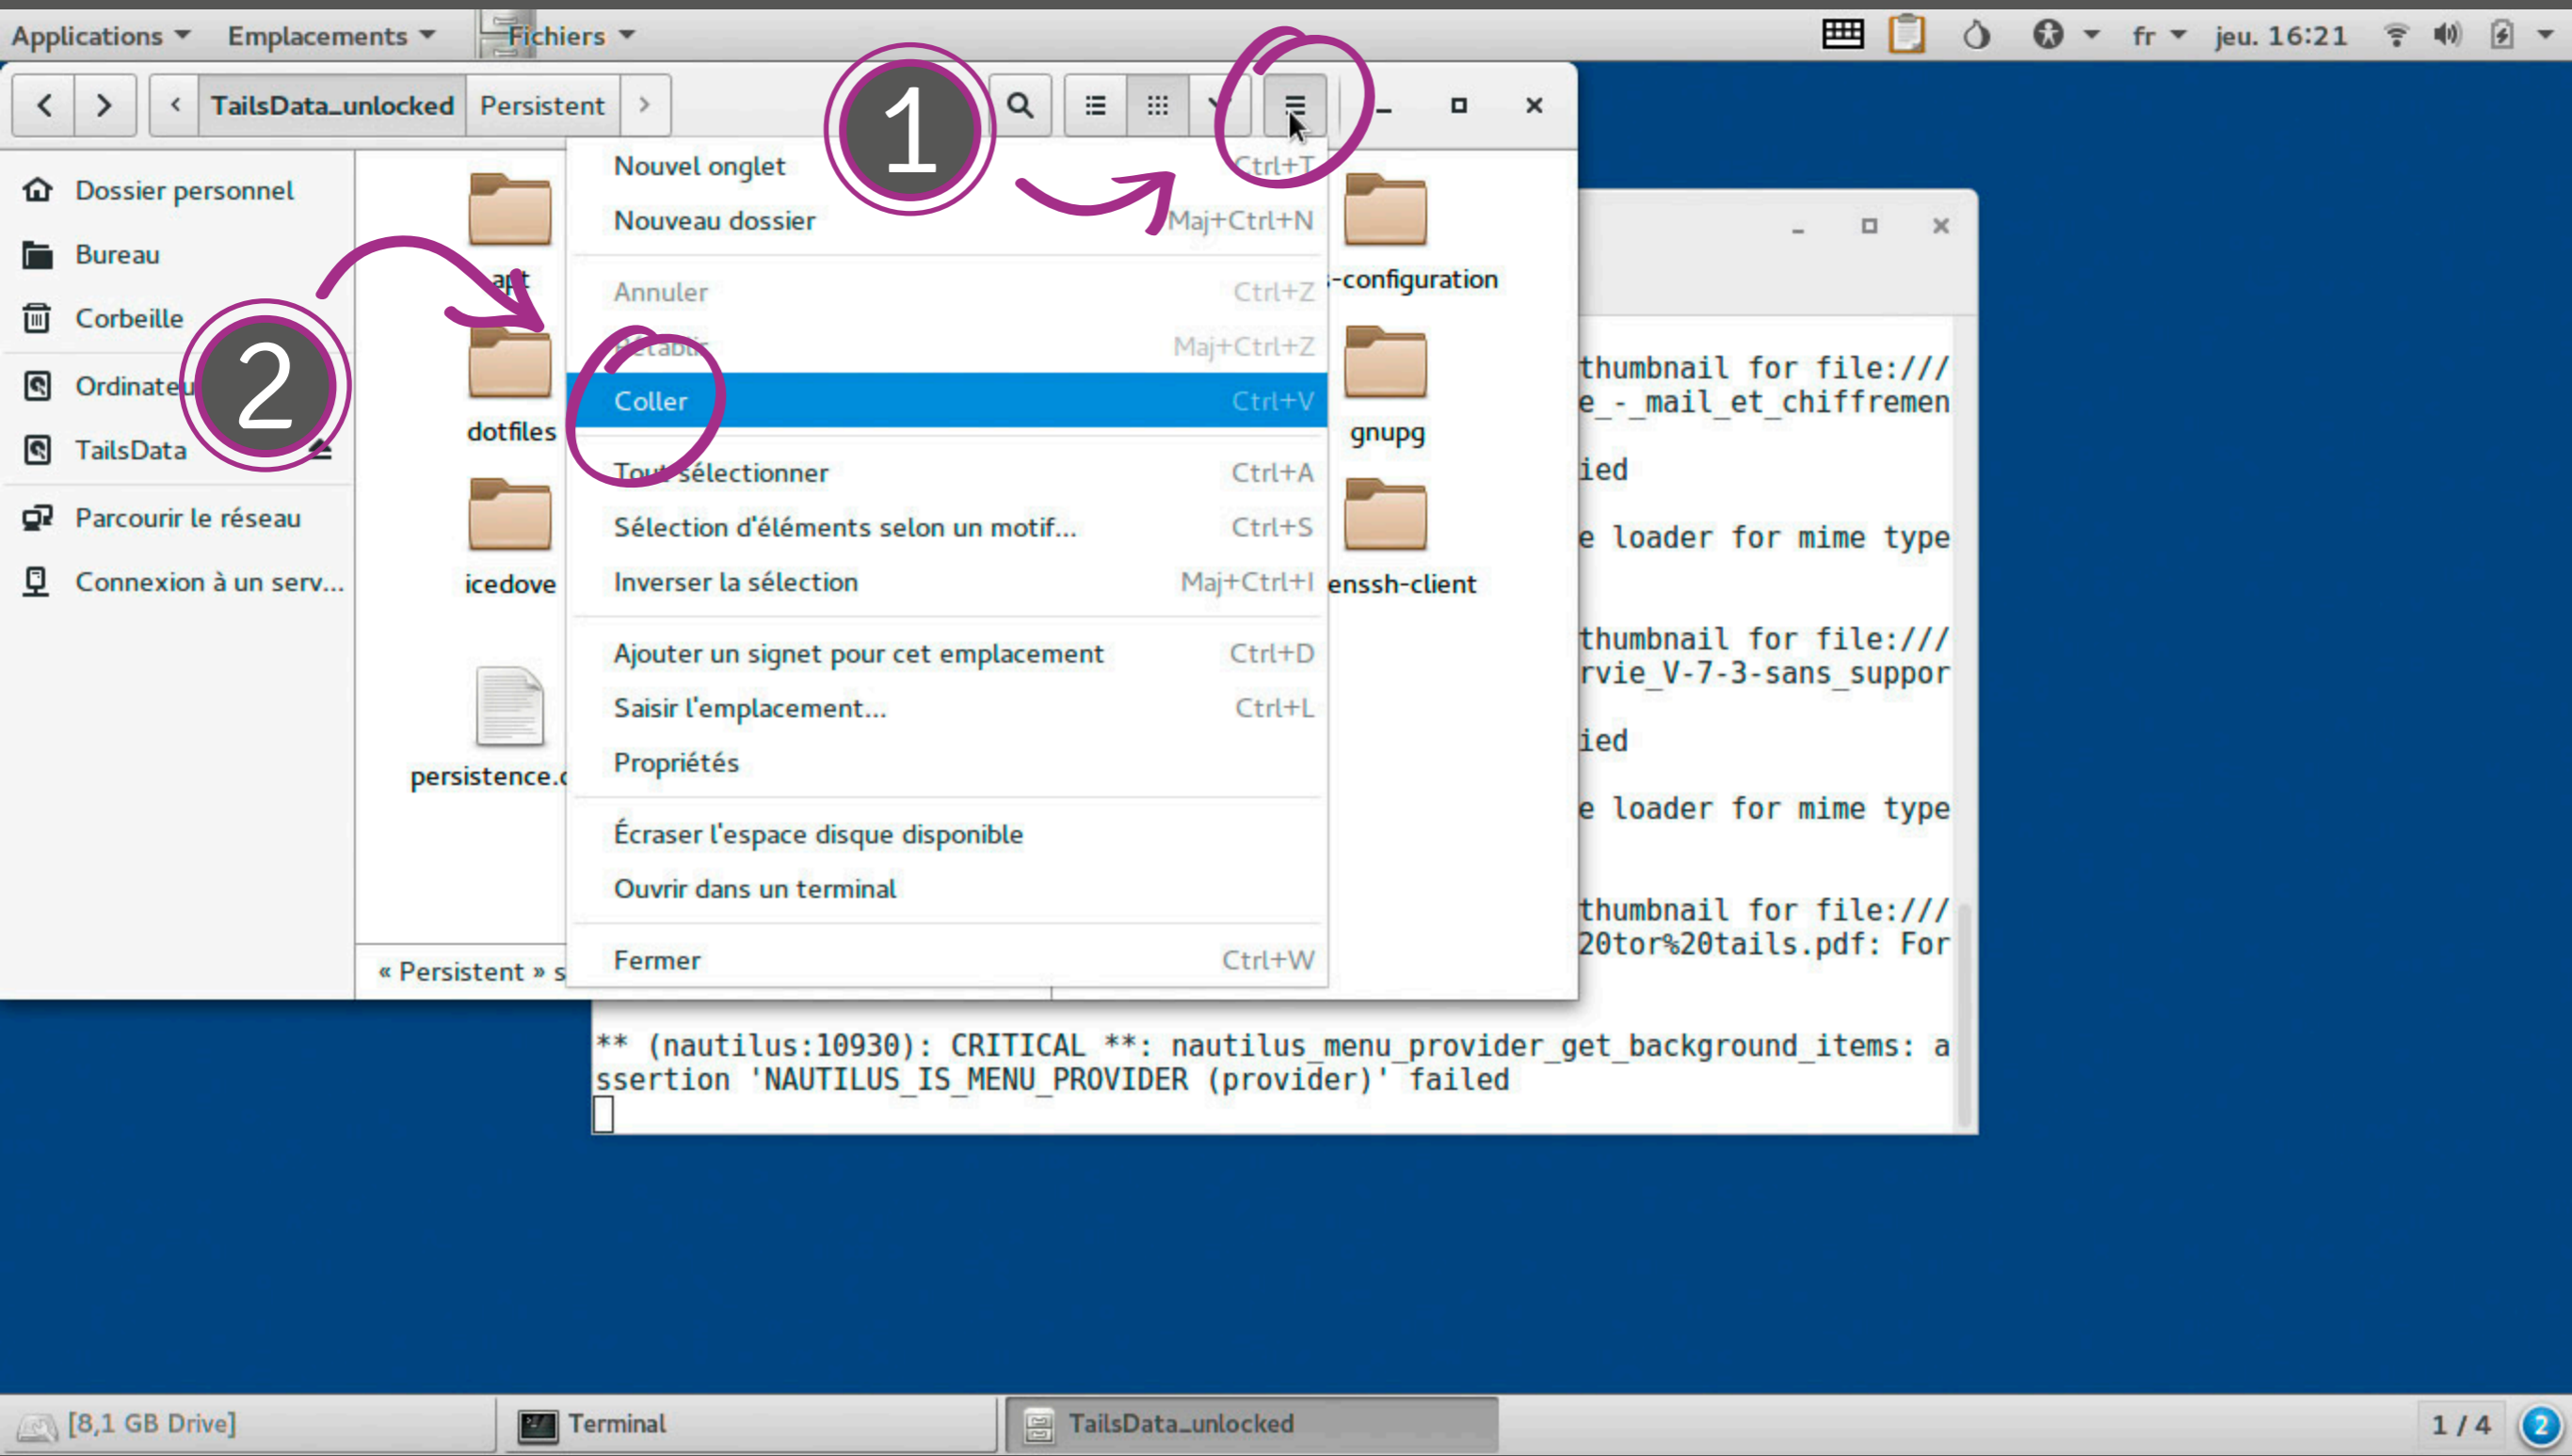 Applications Emplacements Fichiers fr jeu. 16:21
TailsData_unlocked Persistent
1
Dossier personnel
Bureau
Corbeille
TailsData
Parcourir le réseau
Connexion à un serv...
2
apt
dotfiles
icedove
-configuration
gnupg
enssh-client
« Persistent » s
Nouvel onglet Ctrl+T
Nouveau dossier Maj+Ctrl+N
Annuler Ctrl+Z
Rétablir Maj+Ctrl+Z
Coller Ctrl+V
Tout sélectionner Ctrl+A
Sélection d'éléments selon un motif... Ctrl+S
Inverser la sélection Maj+Ctrl+I
Ajouter un signet pour cet emplacement Ctrl+D
Saisir l'emplacement... Ctrl+L
Propriétés
Écraser l'espace disque disponible
Ouvrir dans un terminal
Fermer Ctrl+W
thumbnail for file:///
e_-_mail_et_chiffremen
ied
e loader for mime type
thumbnail for file:///
rvie_V-7-3-sans_suppor
ied
e loader for mime type
thumbnail for file:///
20tor%20tails.pdf: For
** (nautilus:10930): CRITICAL **: nautilus_menu_provider_get_background_items: a
ssertion 'NAUTILUS_IS_MENU_PROVIDER (provider)' failed
[8,1 GB Drive] Terminal TailsData_unlocked 1 / 4 2